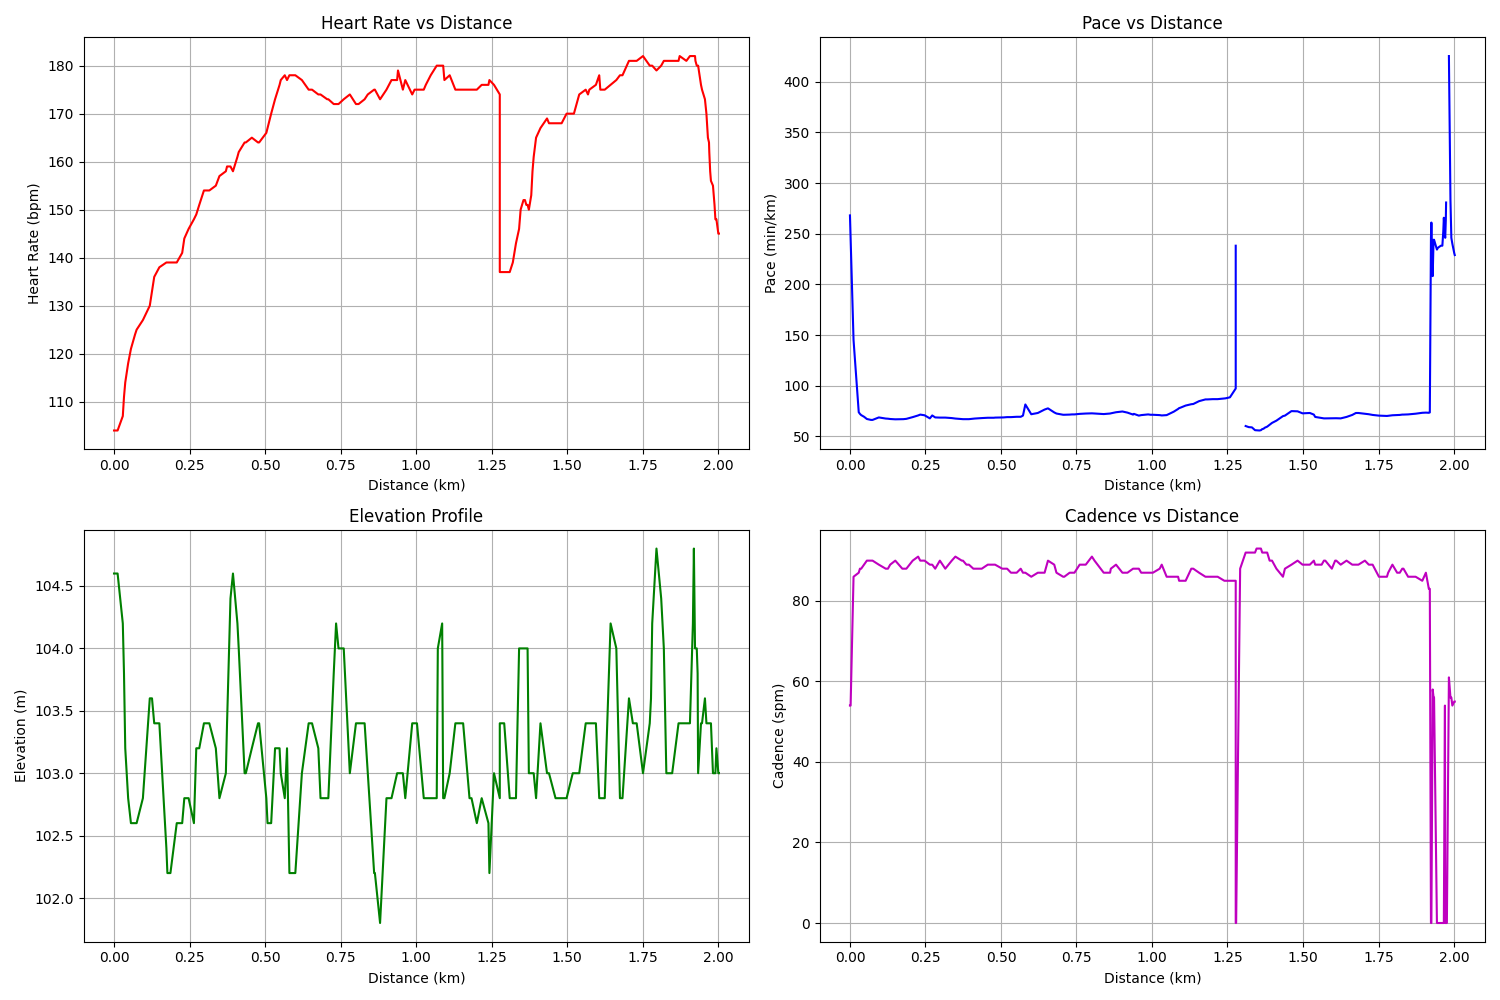 Heart Rate vs Distance
Heart Rate (bpm)
180
170
160
150
140
130
120
110
0.00 0.25 0.50 0.75 1.00 1.25 1.50 1.75 2.00
Distance (km)
Pace vs Distance
Pace (min/km)
400
350
300
250
200
150
100
50
0.00 0.25 0.50 0.75 1.00 1.25 1.50 1.75 2.00
Distance (km)
Elevation Profile
Elevation (m)
104.5
104.0
103.5
103.0
102.5
102.0
0.00 0.25 0.50 0.75 1.00 1.25 1.50 1.75 2.00
Distance (km)
Cadence vs Distance
Cadence (spm)
80
60
40
20
0
0.00 0.25 0.50 0.75 1.00 1.25 1.50 1.75 2.00
Distance (km)